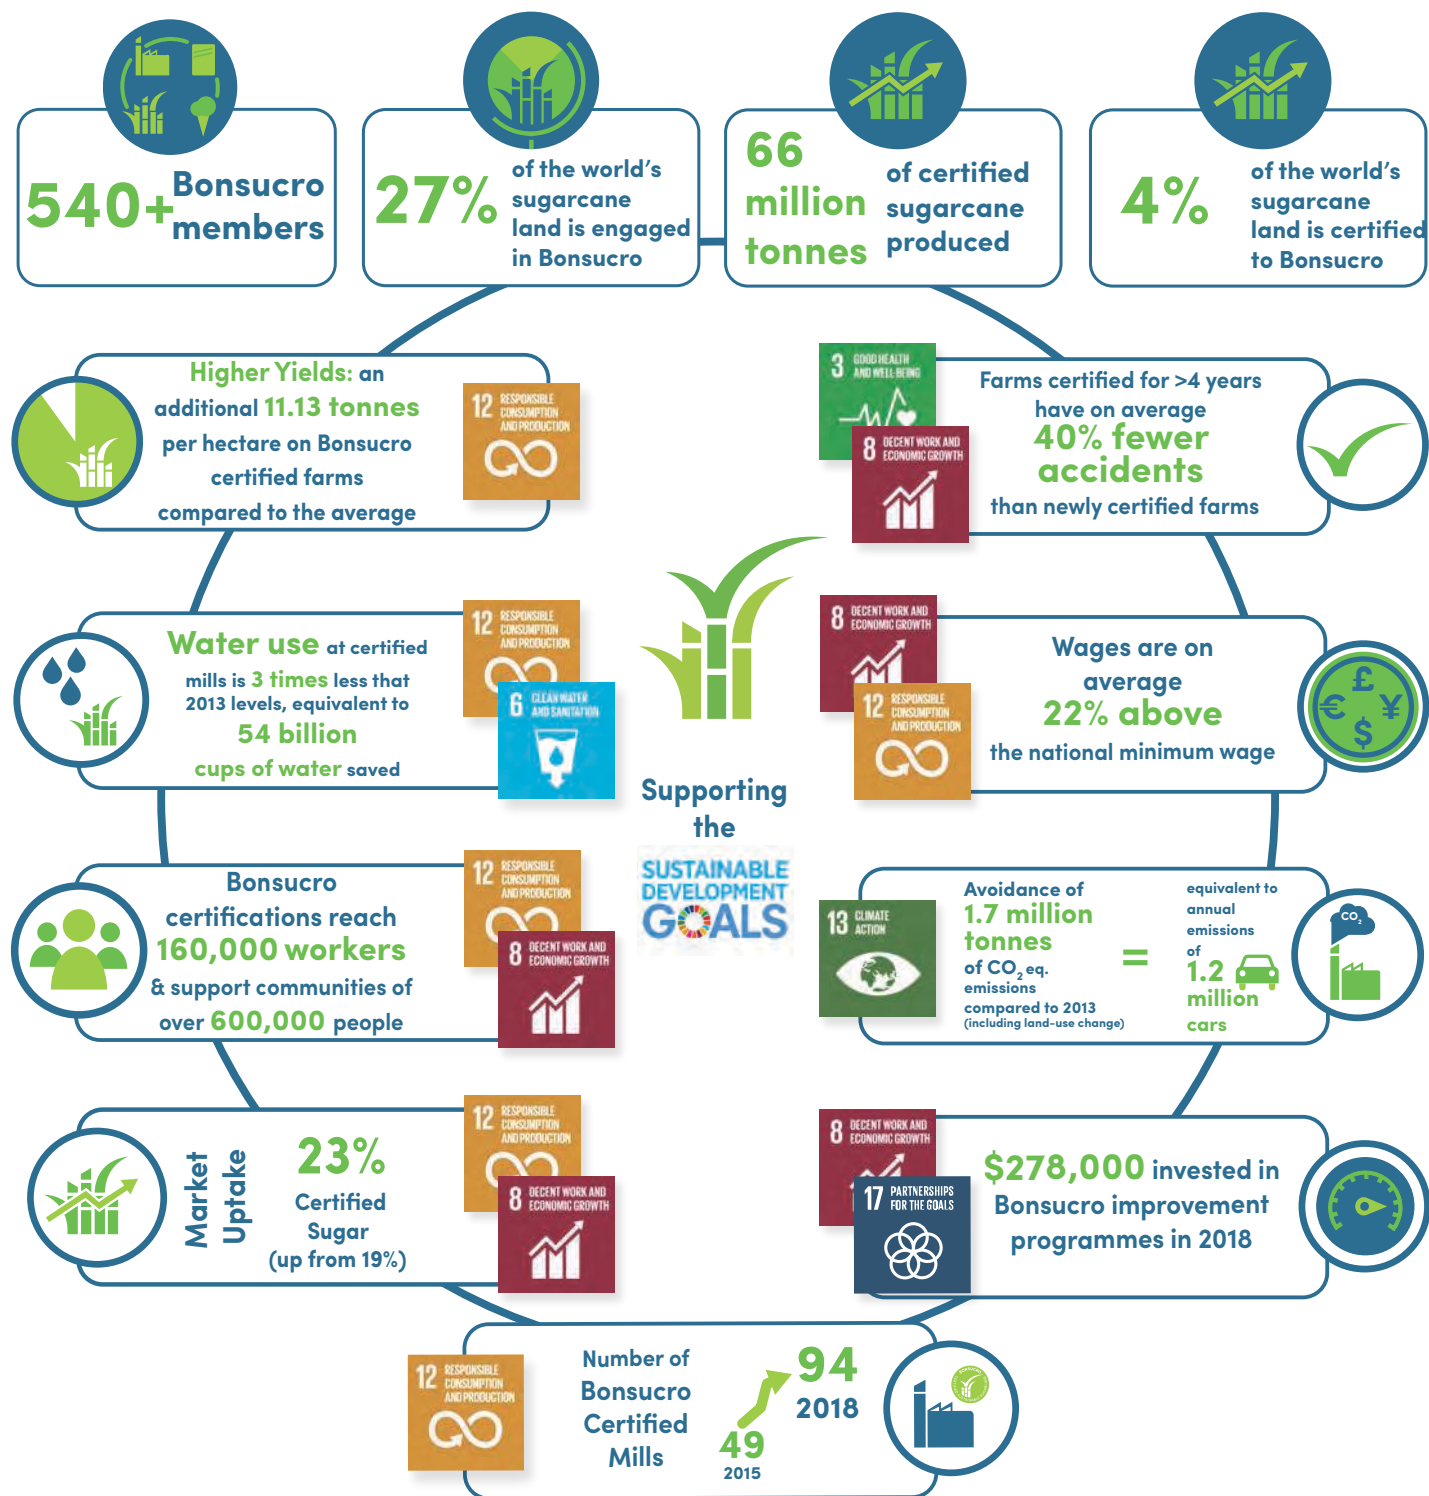 540+
Bonsucro
members
27%
of the world's
sugarcane
land is engaged
in Bonsucro
66
million
tonnes
of certified
sugarcane
produced
4%
of the world's
sugarcane
land is certified
to Bonsucro
Higher Yields: an
additional 11.13 tonnes
per hectare on Bonsucro
certified farms
compared to the average
12 RESPONSIBLE
CONSUMPTION
AND PRODUCTION
3 GOOD HEALTH
AND WELL-BEING
8 DECENT WORK AND
ECONOMIC GROWTH
Farms certified for >4 years
have on average
40% fewer
accidents
than newly certified farms
Water use at certified
mills is 3 times less that
2013 levels, equivalent to
54 billion
cups of water saved
12 RESPONSIBLE
CONSUMPTION
AND PRODUCTION
6 CLEAN WATER
AND SANITATION
8 DECENT WORK AND
ECONOMIC GROWTH
12 RESPONSIBLE
CONSUMPTION
AND PRODUCTION
Wages are on
average
22% above
the national minimum wage
£
€ ¥
$
Supporting
the
SUSTAINABLE
DEVELOPMENT
GOALS
Bonsucro
certifications reach
160,000 workers
& support communities of
over 600,000 people
12 RESPONSIBLE
CONSUMPTION
AND PRODUCTION
8 DECENT WORK AND
ECONOMIC GROWTH
13 CLIMATE
ACTION
Avoidance of
1.7 million
tonnes
of CO₂ eq.
emissions
compared to 2013
(including land-use change)
=
equivalent to
annual
emissions
of
1.2
million
cars
CO₂
Market
Uptake
23%
Certified
Sugar
(up from 19%)
12 RESPONSIBLE
CONSUMPTION
AND PRODUCTION
8 DECENT WORK AND
ECONOMIC GROWTH
8 DECENT WORK AND
ECONOMIC GROWTH
17 PARTNERSHIPS
FOR THE GOALS
$278,000 invested in
Bonsucro improvement
programmes in 2018
12 RESPONSIBLE
CONSUMPTION
AND PRODUCTION
Number of
Bonsucro
Certified
Mills
49
2015
94
2018